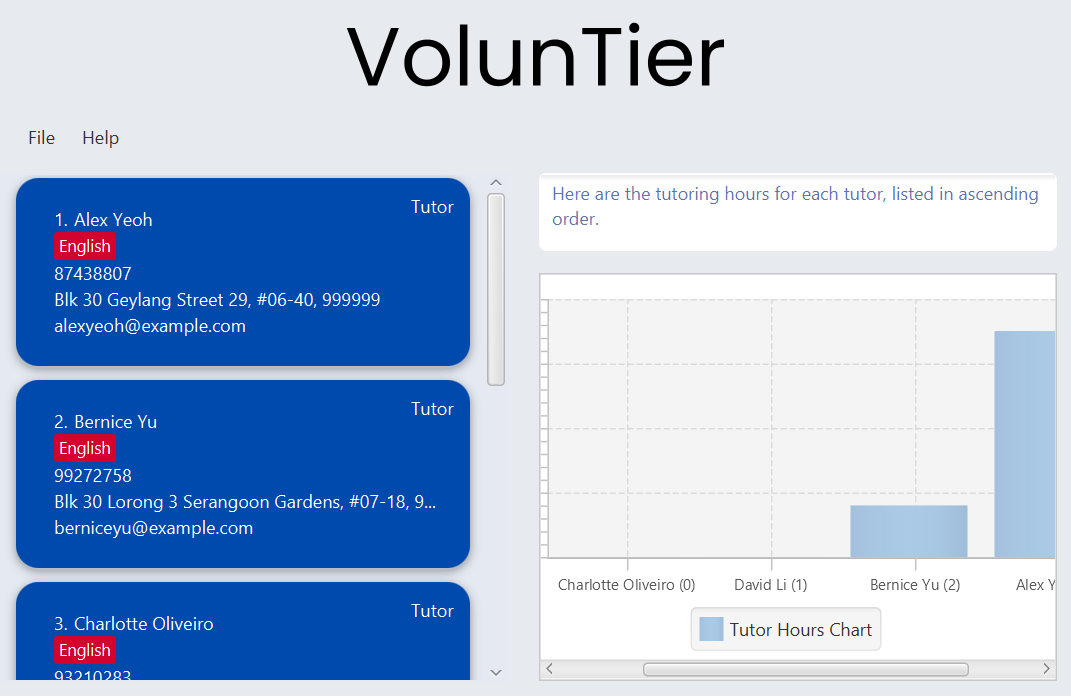 VolunTier
File Help
Tutor
1. Alex Yeoh
English
87438807
Blk 30 Geylang Street 29, #06-40, 999999
alexyeoh@example.com
Tutor
2. Bernice Yu
English
99272758
Blk 30 Lorong 3 Serangoon Gardens, #07-18, 9...
berniceyu@example.com
Tutor
3. Charlotte Oliveiro
English
93210283
Here are the tutoring hours for each tutor, listed in ascending
order.
Charlotte Oliveiro (0) David Li (1) Bernice Yu (2) Alex Y
Tutor Hours Chart